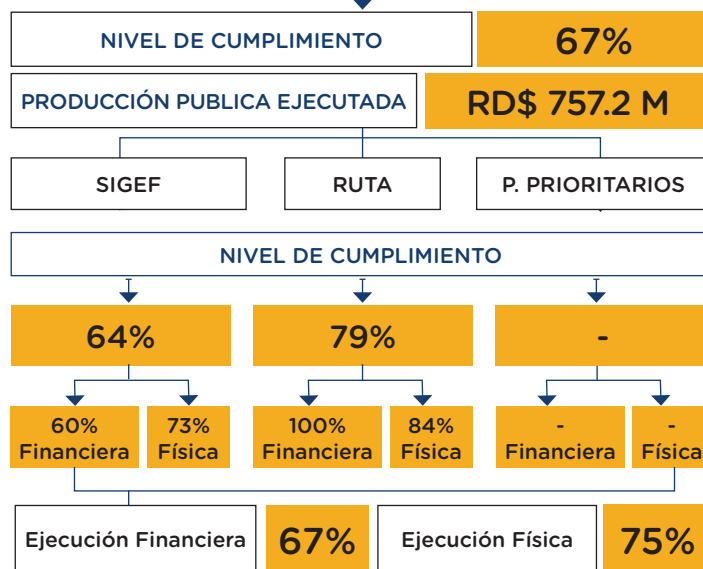 NIVEL DE CUMPLIMIENTO 67%
PRODUCCIÓN PUBLICA EJECUTADA RD$ 757.2 M
SIGEF RUTA P. PRIORITARIOS
NIVEL DE CUMPLIMIENTO
64% 79% -
60% 73% 100% 84% - -
Financiera Física Financiera Física Financiera Física
Ejecución Financiera 67% Ejecución Física 75%